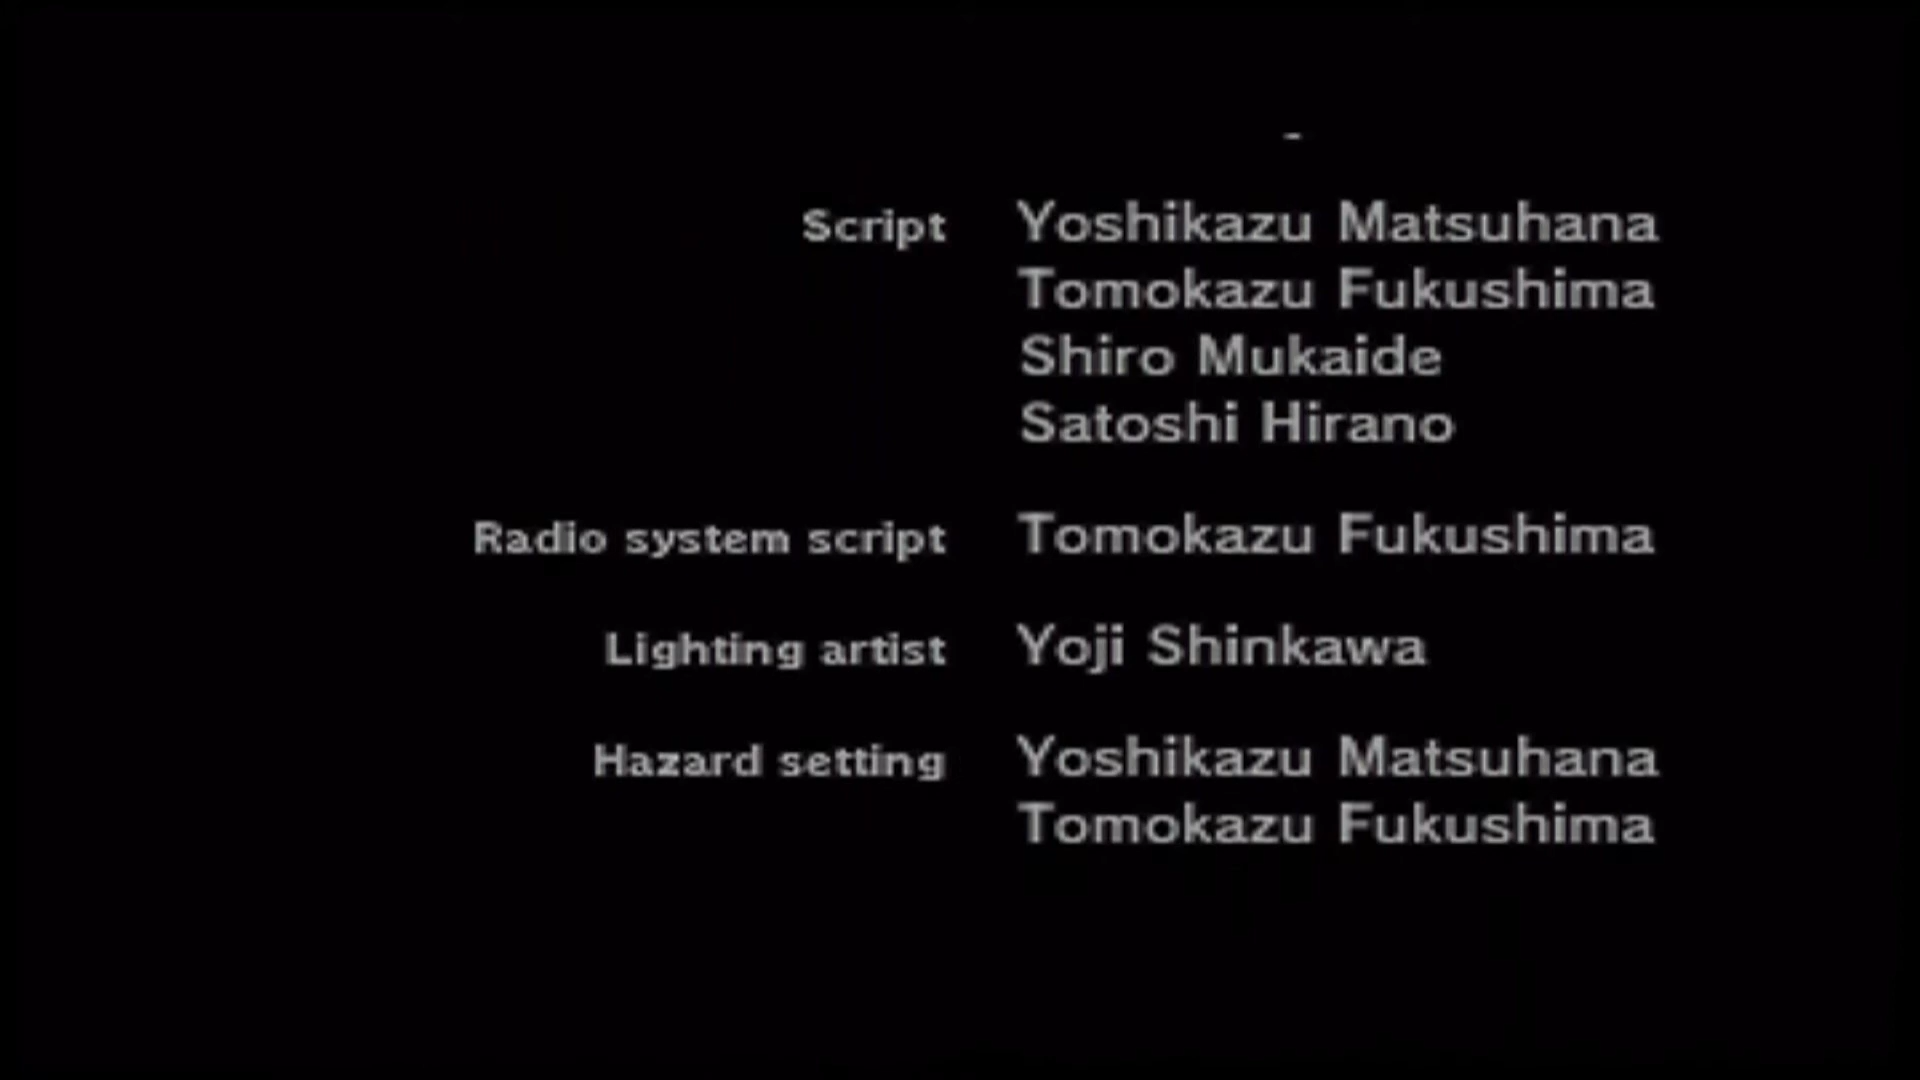 Script Yoshikazu Matsuhana
Tomokazu Fukushima
Shiro Mukaide
Satoshi Hirano
Radio system script Tomokazu Fukushima
Lighting artist Yoji Shinkawa
Hazard setting Yoshikazu Matsuhana
Tomokazu Fukushima